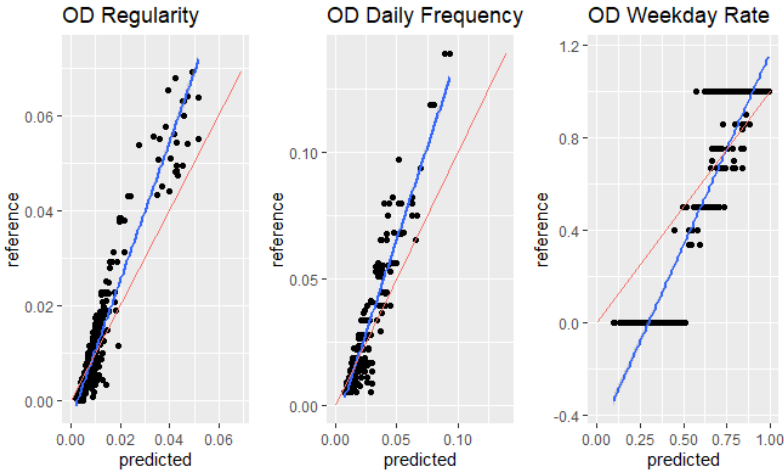 OD Regularity
OD Daily Frequency
OD Weekday Rate
reference
0.06
0.04
0.02
0.00
0.00
0.02
0.04
0.06
predicted
reference
0.10
0.05
0.00
0.00
0.05
0.10
predicted
reference
1.2
0.8
0.4
0.0
-0.4
0.00
0.25
0.50
0.75
1.00
predicted